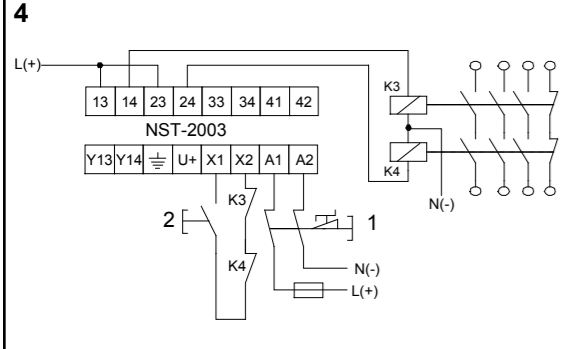 4
L(+)
13 14 23 24 33 34 41 42
NST-2003
Y13 Y14 U+ X1 X2 A1 A2
K3
K4
N(-)
2
K3
K4
1
N(-)
L(+)